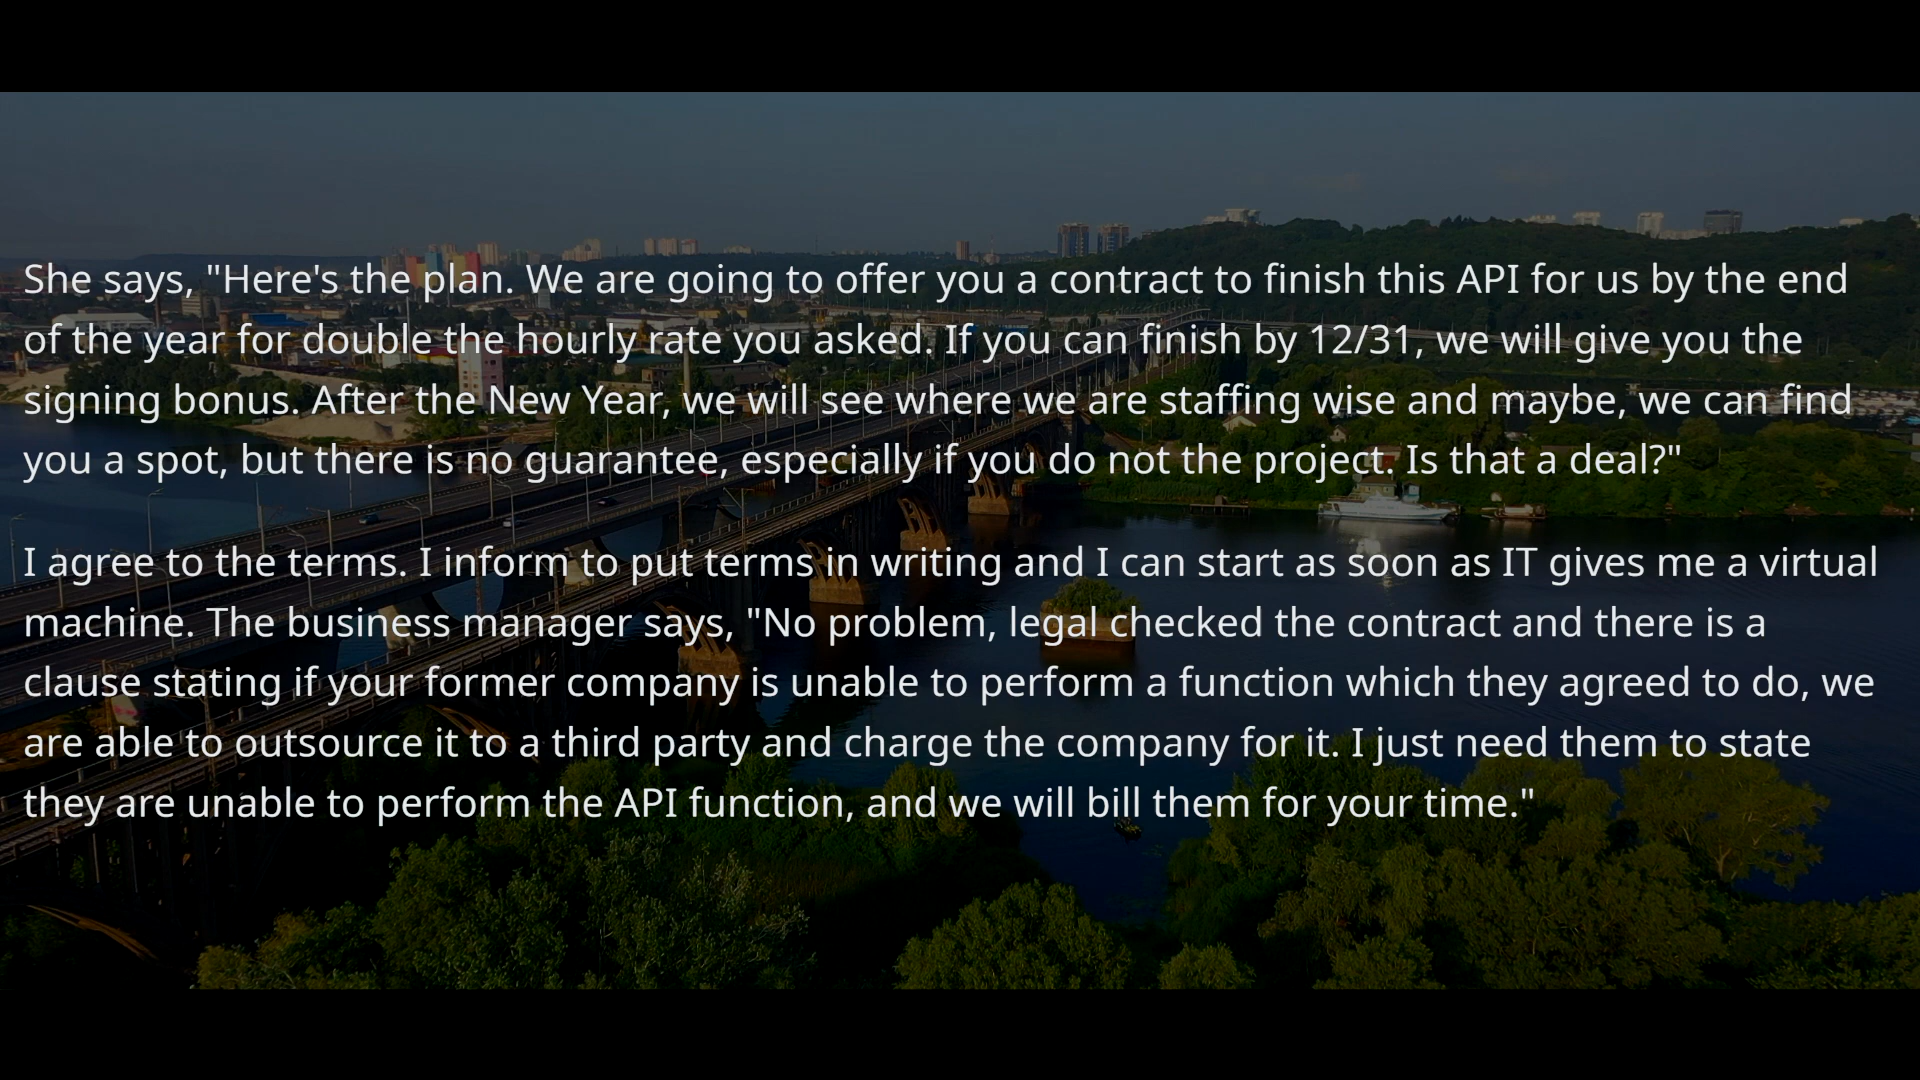 She says, "Here's the plan. We are going to offer you a contract to finish this API for us by the end
of the year for double the hourly rate you asked. If you can finish by 12/31, we will give you the
signing bonus. After the New Year, we will see where we are staffing wise and maybe, we can find
you a spot, but there is no guarantee, especially if you do not the project. Is that a deal?"
I agree to the terms. I inform to put terms in writing and I can start as soon as IT gives me a virtual
machine. The business manager says, "No problem, legal checked the contract and there is a
clause stating if your former company is unable to perform a function which they agreed to do, we
are able to outsource it to a third party and charge the company for it. I just need them to state
they are unable to perform the API function, and we will bill them for your time."